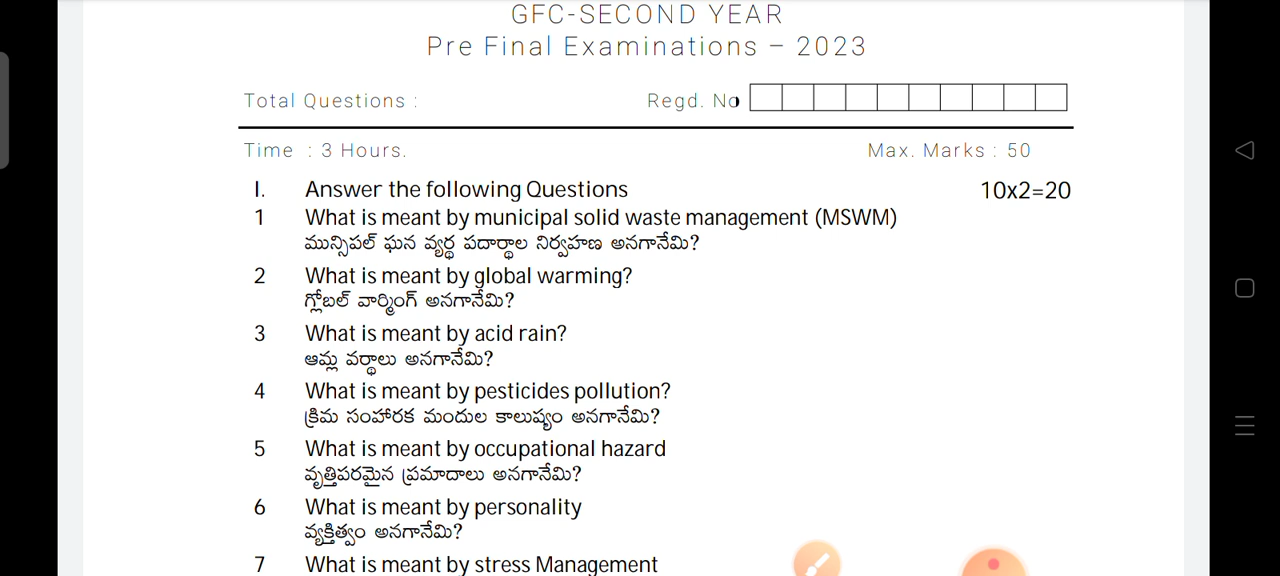 GFC-SECOND YEAR
Pre Final Examinations – 2023
Total Questions :
Regd. No
Time : 3 Hours.
Max. Marks : 50
I. Answer the following Questions 10x2=20
1 What is meant by municipal solid waste management (MSWM)
మున్సిపల్ ఘన వ్యర్థ పదార్థాల నిర్వహణ అనగానేమి?
2 What is meant by global warming?
గ్లోబల్ వార్మింగ్ అనగానేమి?
3 What is meant by acid rain?
ఆమ్ల వర్థాలు అనగానేమి?
4 What is meant by pesticides pollution?
క్రిమ సంహారక మందుల కాలుష్యం అనగానేమి?
5 What is meant by occupational hazard
వృత్తిపరమైన ప్రమాదాలు అనగానేమి?
6 What is meant by personality
వ్యక్తిత్వం అనగానేమి?
7 What is meant by stress Management